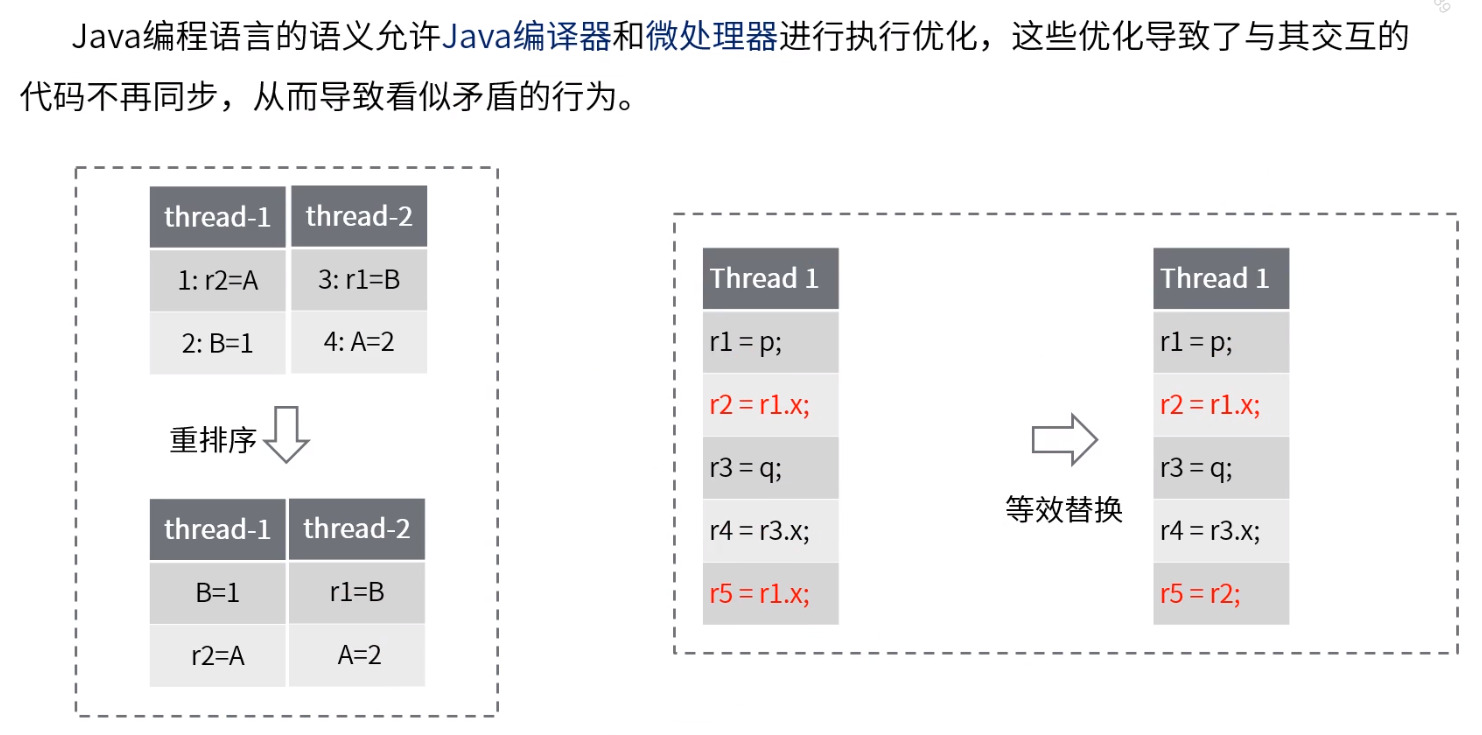 Java编程语言的语义允许Java编译器和微处理器进行执行优化，这些优化导致了与其交互的
代码不再同步，从而导致看似矛盾的行为。
thread-1 thread-2
1: r2=A 3: r1=B
2: B=1 4: A=2
重排序
thread-1 thread-2
B=1 r1=B
r2=A A=2
Thread 1
r1 = p;
r2 = r1.x;
r3 = q;
r4 = r3.x;
r5 = r1.x;
等效替换
Thread 1
r1 = p;
r2 = r1.x;
r3 = q;
r4 = r3.x;
r5 = r2;